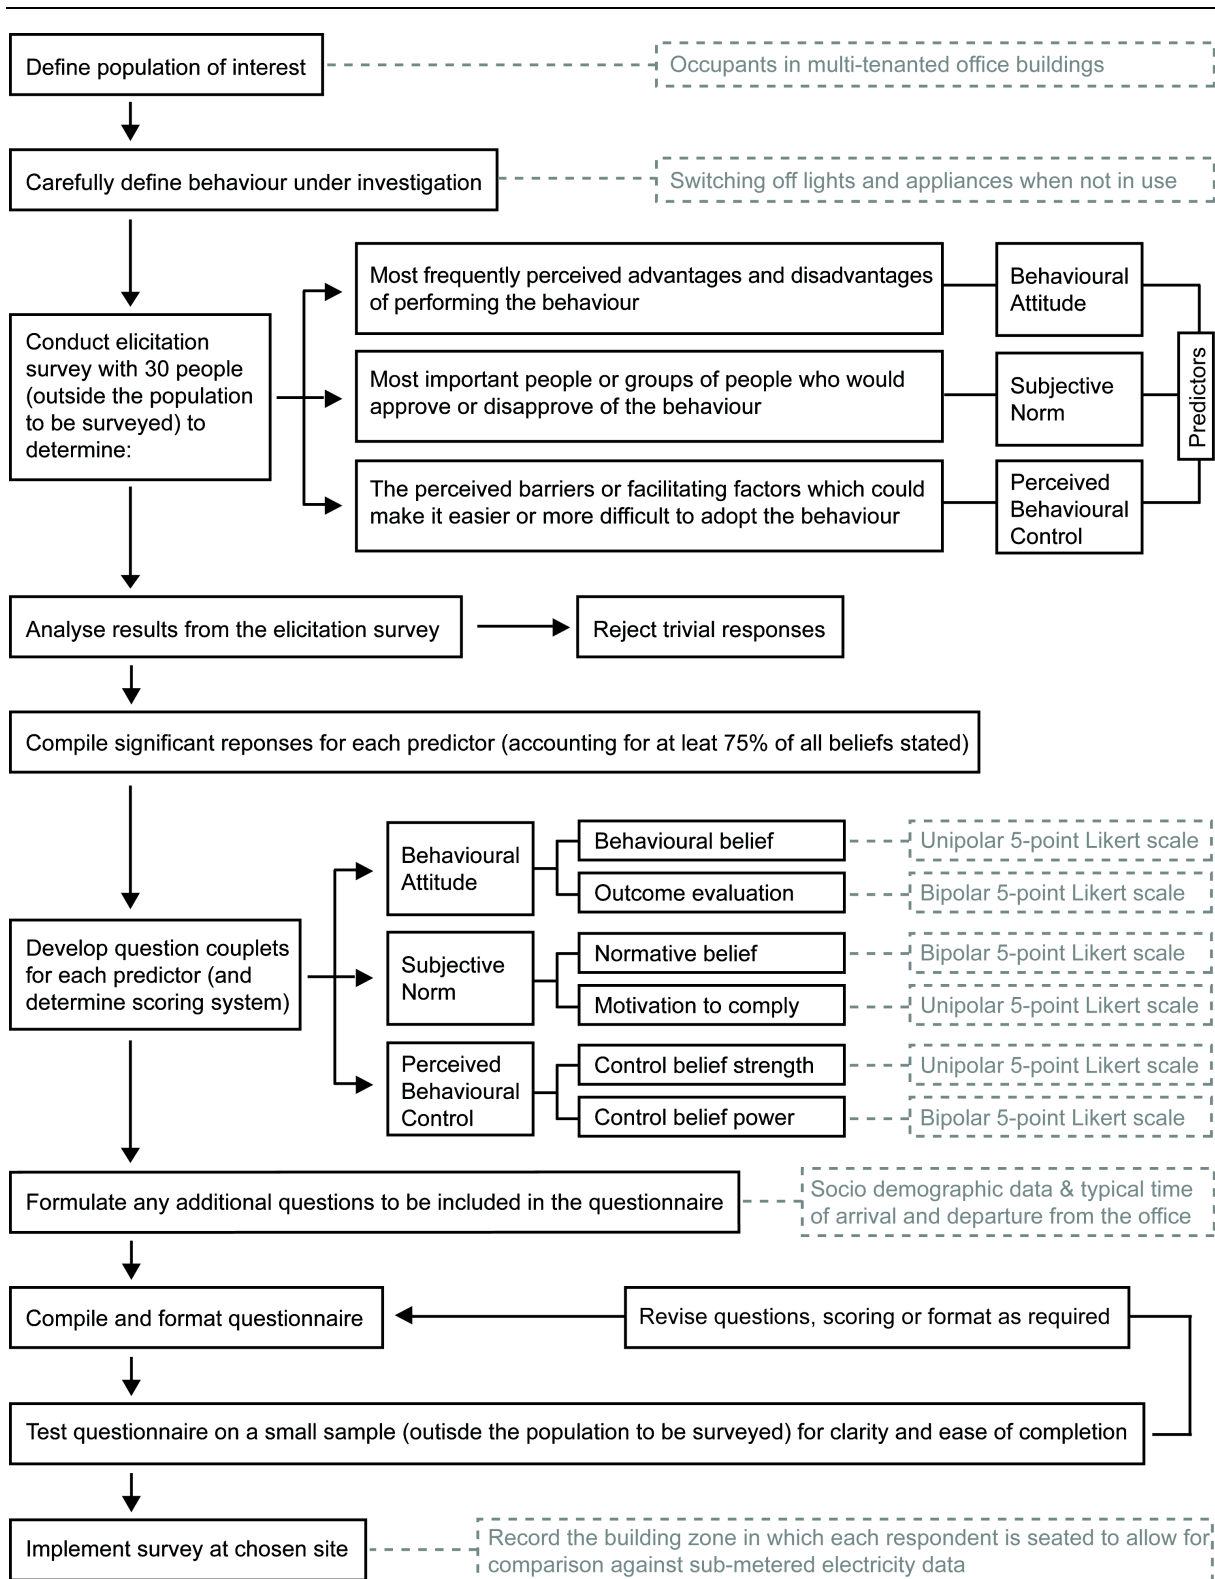 Define population of interest
Occupants in multi-tenanted office buildings
Carefully define behaviour under investigation
Switching off lights and appliances when not in use
Conduct elicitation
survey with 30 people
(outside the population
to be surveyed) to
determine:
Most frequently perceived advantages and disadvantages
of performing the behaviour
Behavioural
Attitude
Most important people or groups of people who would
approve or disapprove of the behaviour
Subjective
Norm
The perceived barriers or facilitating factors which could
make it easier or more difficult to adopt the behaviour
Perceived
Behavioural
Control
Predictors
Analyse results from the elicitation survey
Reject trivial responses
Compile significant reponses for each predictor (accounting for at leat 75% of all beliefs stated)
Develop question couplets
for each predictor (and
determine scoring system)
Behavioural
Attitude
Behavioural belief
Unipolar 5-point Likert scale
Outcome evaluation
Bipolar 5-point Likert scale
Subjective
Norm
Normative belief
Bipolar 5-point Likert scale
Motivation to comply
Unipolar 5-point Likert scale
Perceived
Behavioural
Control
Control belief strength
Unipolar 5-point Likert scale
Control belief power
Bipolar 5-point Likert scale
Formulate any additional questions to be included in the questionnaire
Socio demographic data & typical time
of arrival and departure from the office
Compile and format questionnaire
Revise questions, scoring or format as required
Test questionnaire on a small sample (outisde the population to be surveyed) for clarity and ease of completion
Implement survey at chosen site
Record the building zone in which each respondent is seated to allow for
comparison against sub-metered electricity data